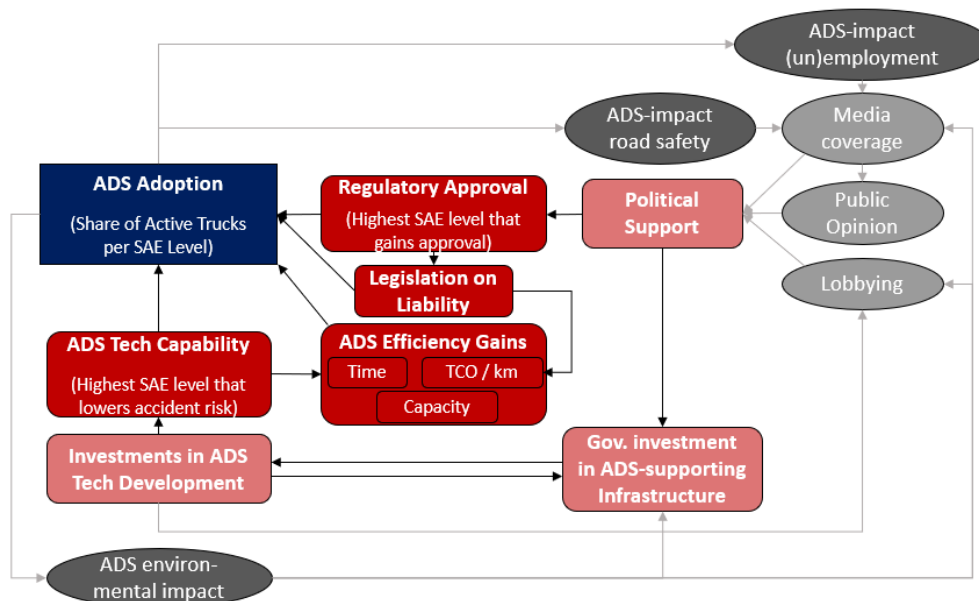 ADS-impact
(un)employment
ADS-impact
road safety
Media
coverage
ADS Adoption
(Share of Active Trucks
per SAE Level)
Regulatory Approval
(Highest SAE level that
gains approval)
Political
Support
Public
Opinion
Legislation on
Liability
Lobbying
ADS Tech Capability
(Highest SAE level that
lowers accident risk)
ADS Efficiency Gains
Time
TCO / km
Capacity
Investments in ADS
Tech Development
Gov. investment
in ADS-supporting
Infrastructure
ADS environ-
mental impact